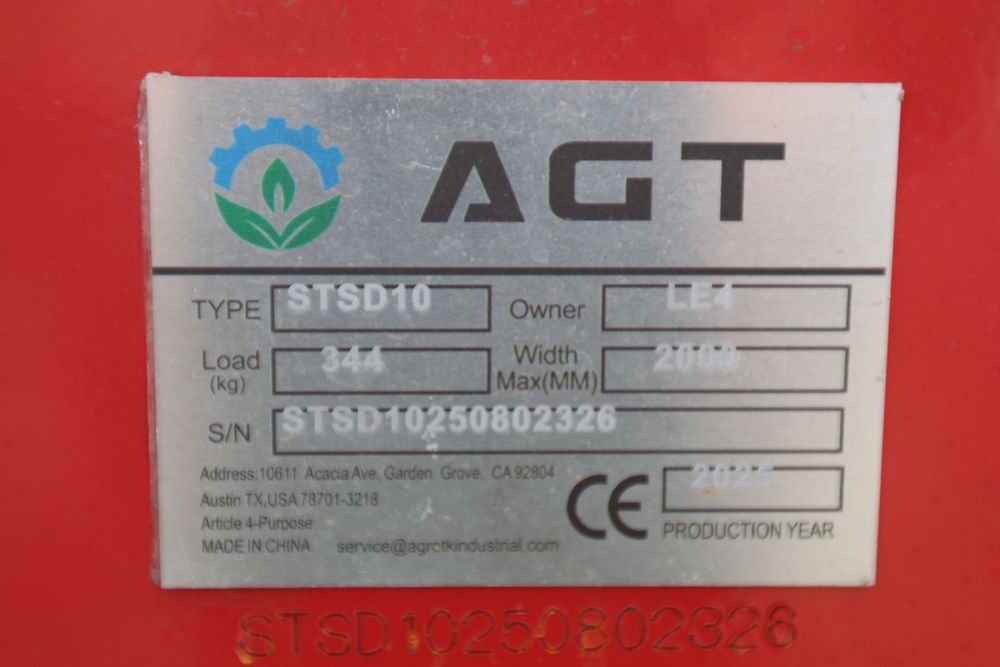 AGT
TYPE STSD10 Owner LE4
Load (kg) 344 Width Max(MM) 2000
S/N STSD10250802326
Address:10611 Acacia Ave, Garden Grove, CA 92804
Austin TX,USA 78701-3218
Article 4-Purpose
MADE IN CHINA service@agrotkindustrial.com
CE
2025
PRODUCTION YEAR
STSD10250802326